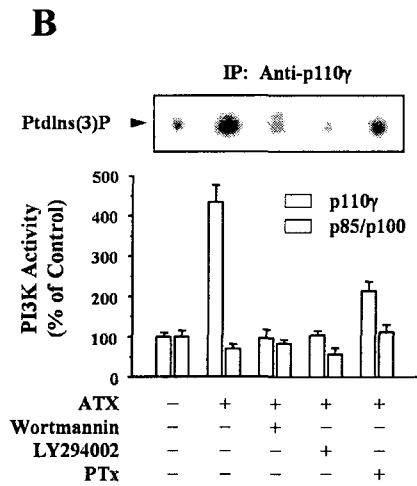 B
IP: Anti-p110γ
PtdIns(3)P
500
400
300
200
100
0
PI3K Activity
(% of Control)
p110γ
p85/p100
ATX − + + + +
Wortmannin − − + − −
LY294002 − − − + −
PTx − − − − +